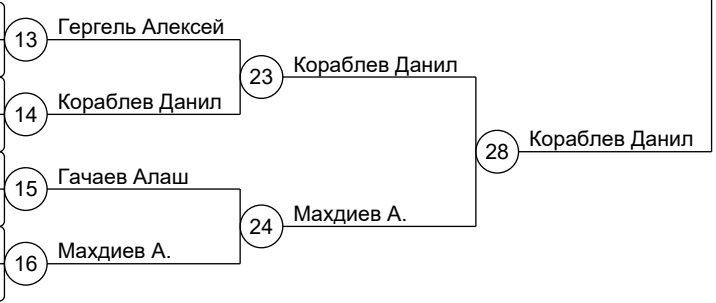 13 Гергель Алексей
23 Кораблев Данил
14 Кораблев Данил
28 Кораблев Данил
15 Гачаев Алаш
24 Махдиев А.
16 Махдиев А.